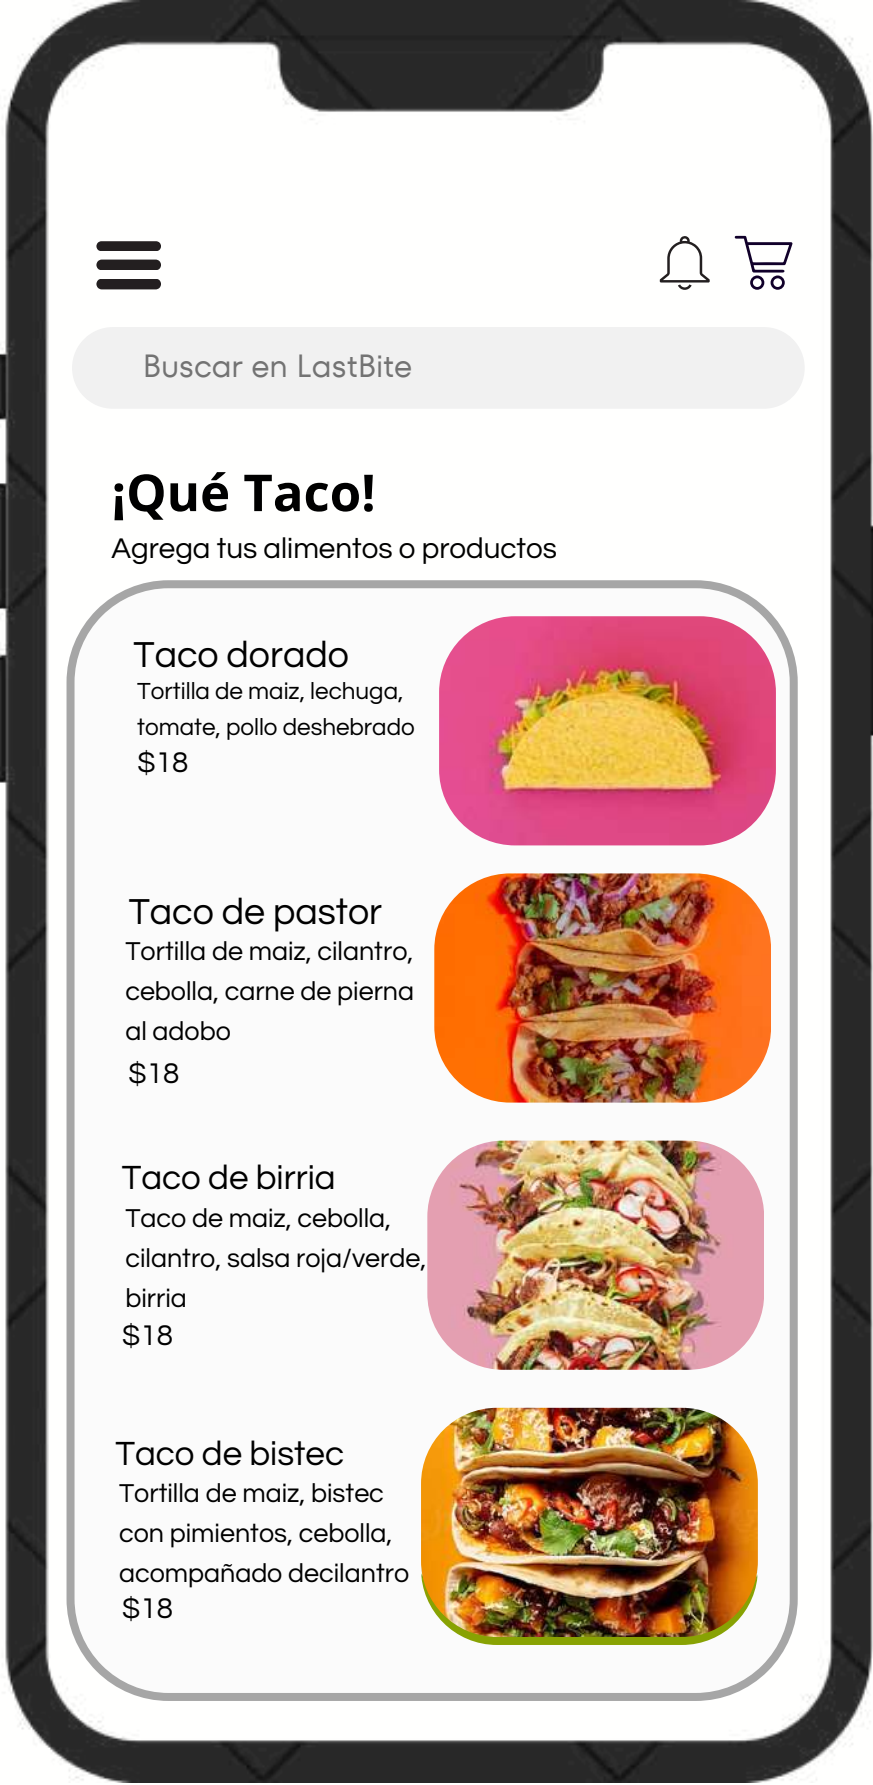 Buscar en LastBite
¡Qué Taco!
Agrega tus alimentos o productos
Taco dorado
Tortilla de maiz, lechuga,
tomate, pollo deshebrado
$18
Taco de pastor
Tortilla de maiz, cilantro,
cebolla, carne de pierna
al adobo
$18
Taco de birria
Taco de maiz, cebolla,
cilantro, salsa roja/verde,
birria
$18
Taco de bistec
Tortilla de maiz, bistec
con pimientos, cebolla,
acompañado decilantro
$18